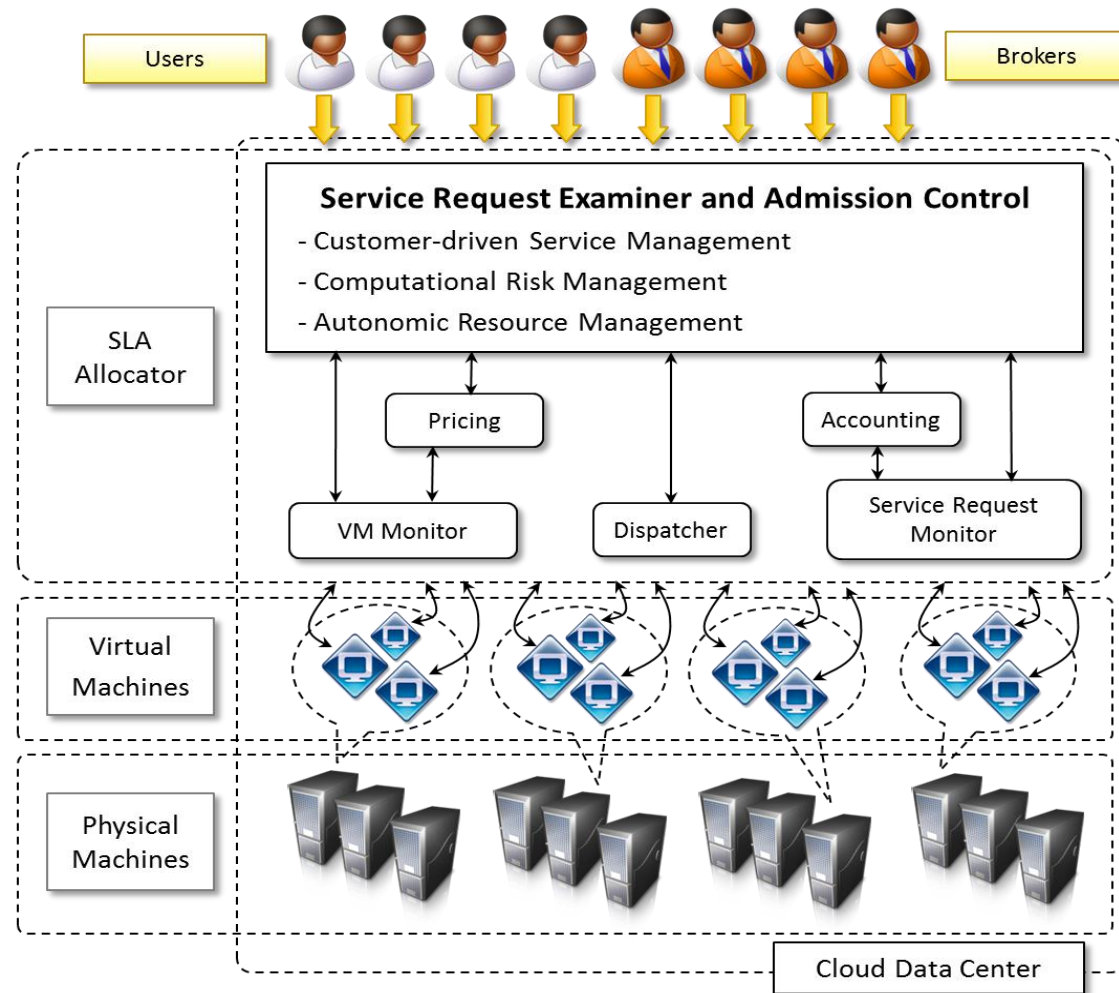 Users
Brokers
Service Request Examiner and Admission Control
- Customer-driven Service Management
- Computational Risk Management
- Autonomic Resource Management
SLA
Allocator
Pricing
Accounting
VM Monitor
Dispatcher
Service Request
Monitor
Virtual
Machines
Physical
Machines
Cloud Data Center